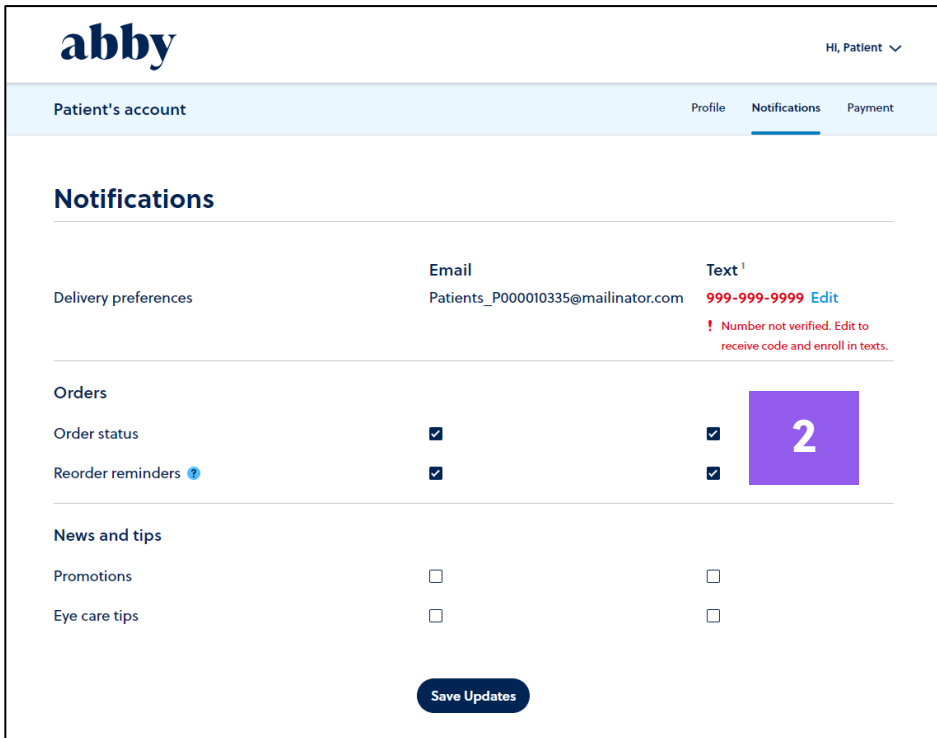 abby
Hi, Patient
Patient's account
Profile Notifications Payment
Notifications
Email Text 1
Delivery preferences Patients_P000010335@mailinator.com 999-999-9999 Edit
! Number not verified. Edit to
receive code and enroll in texts.
Orders
Order status
2
Reorder reminders ?
News and tips
Promotions
Eye care tips
Save Updates